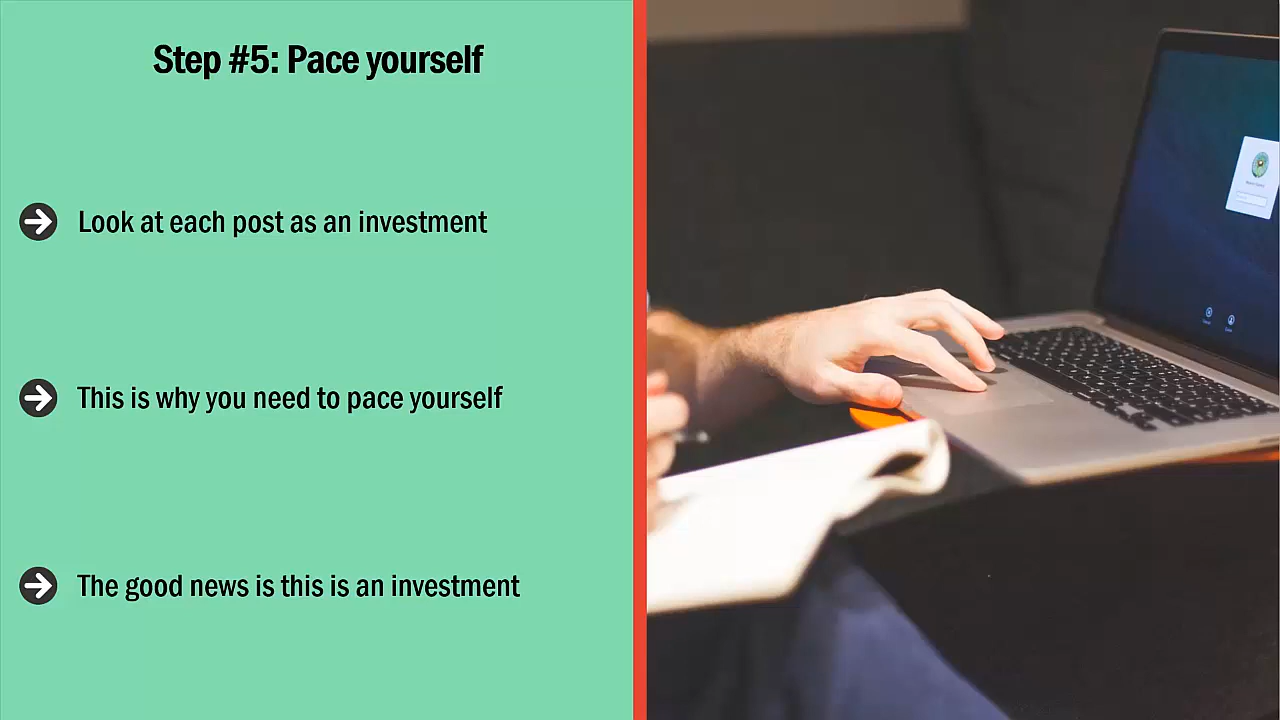 Step #5: Pace yourself
Look at each post as an investment
This is why you need to pace yourself
The good news is this is an investment